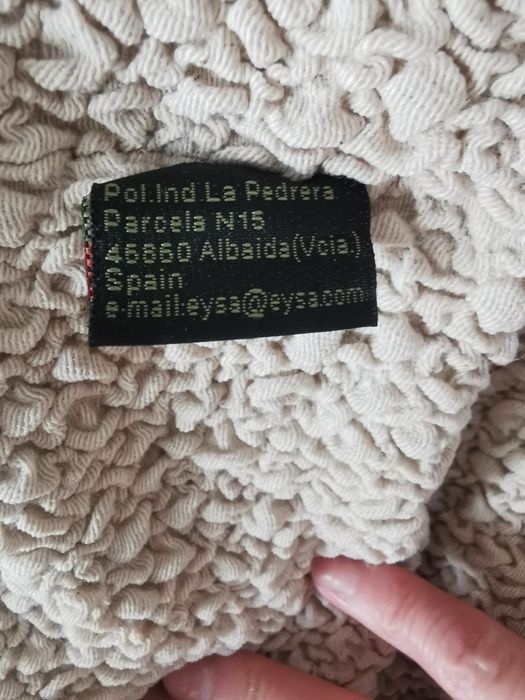 Pol.Ind.La Pedrera
Parcela N15
46860 Albaida(Vcia.)
Spain
e-mail.eysa@eysa.com